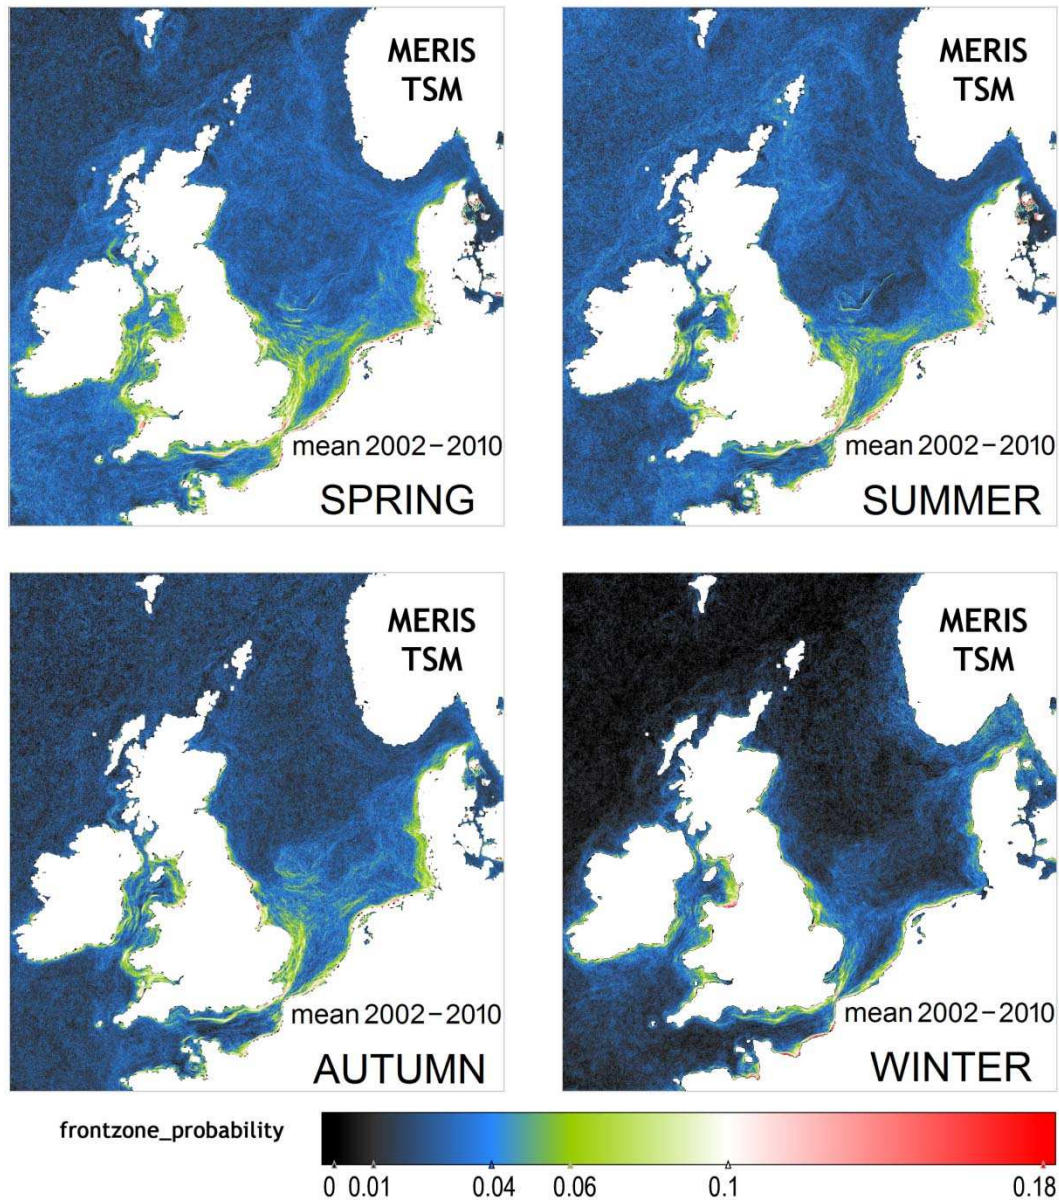 MERIS
TSM
mean 2002–2010
SPRING
MERIS
TSM
mean 2002–2010
SUMMER
MERIS
TSM
mean 2002–2010
AUTUMN
MERIS
TSM
mean 2002–2010
WINTER
frontzone_probability
0 0.01 0.04 0.06 0.1 0.18